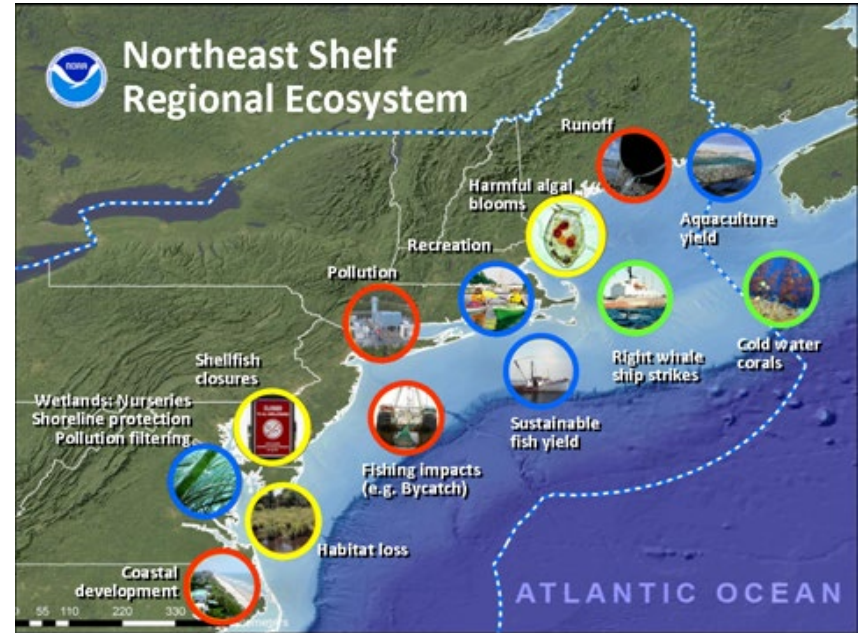 NOAA
Northeast Shelf
Regional Ecosystem
Runoff
Harmful algal
blooms
Aquaculture
yield
Recreation
Pollution
Cold water
corals
Right whale
ship strikes
Shellfish
closures
Sustainable
fish yield
Wetlands: Nurseries
Shoreline protection
Pollution filtering
Fishing impacts
(e.g. Bycatch)
Habitat loss
Coastal
development
ATLANTIC OCEAN
0 55 110 220 330